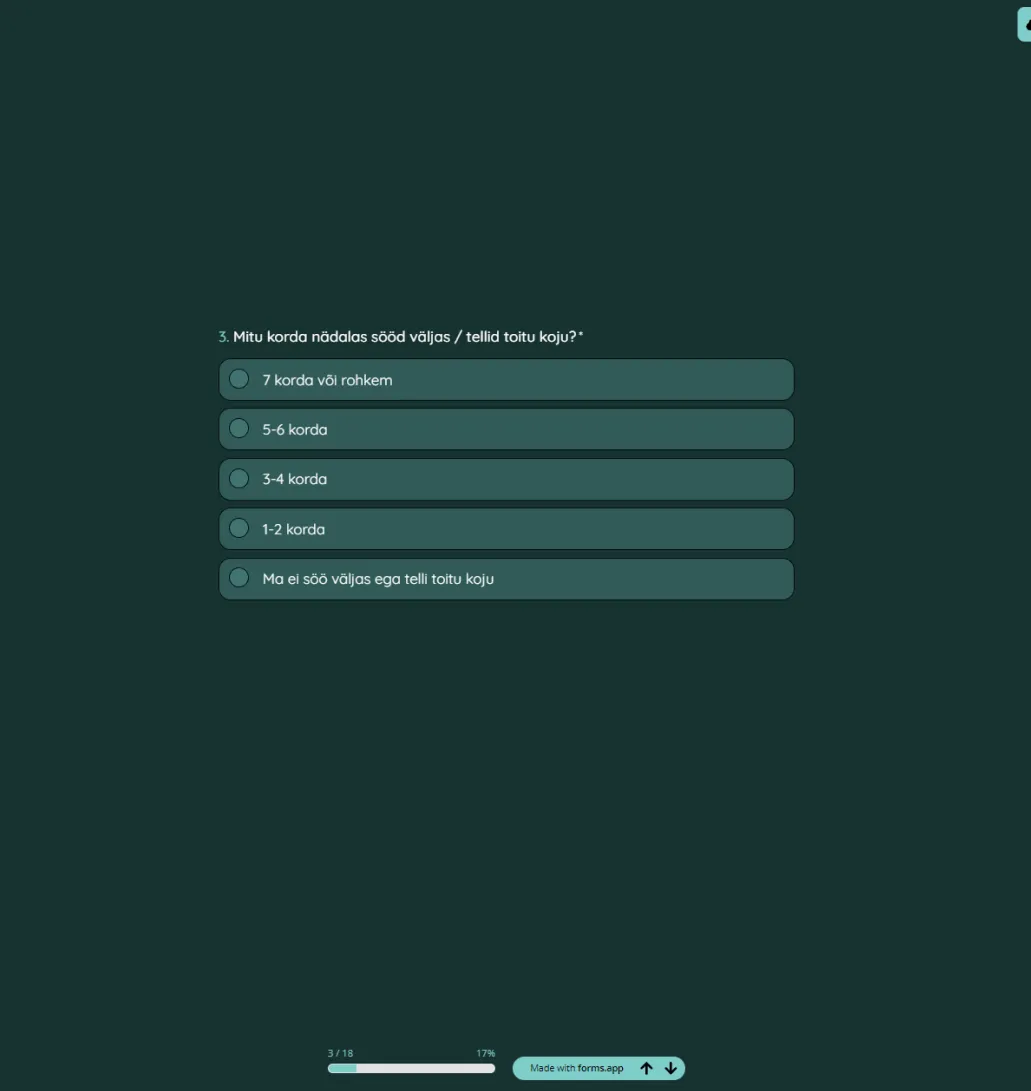 3. Mitu korda nädalas sööd väljas / tellid toitu koju? *
7 korda või rohkem
5-6 korda
3-4 korda
1-2 korda
Ma ei söö väljas ega telli toitu koju
3 / 18 17%
Made with forms.app